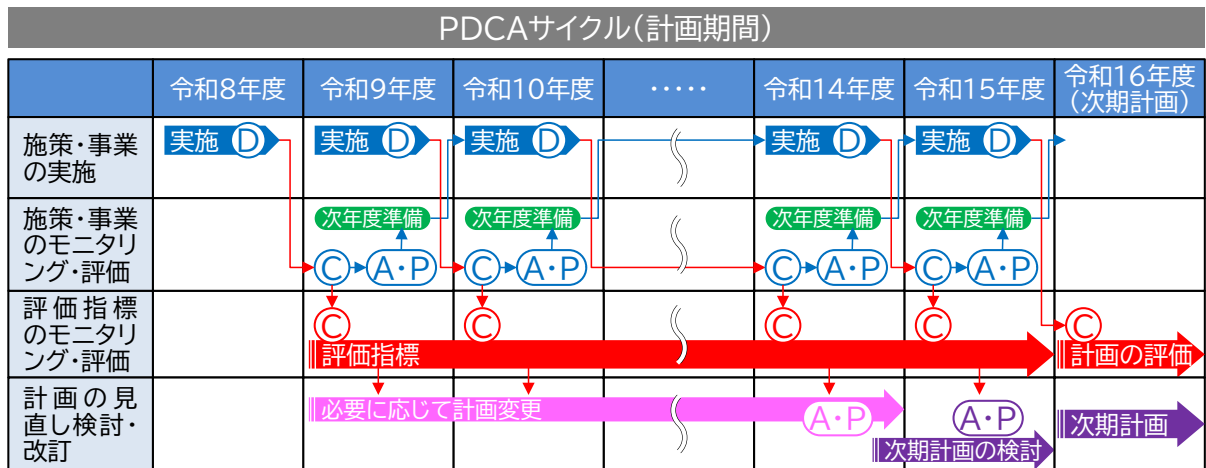 PDCAサイクル(計画期間)
令和8年度 令和9年度 令和10年度 ‥‥‥ 令和14年度 令和15年度 令和16年度
(次期計画)
施策・事業
の実施
実施 D 実施 D 実施 D 実施 D 実施 D
施策・事業
のモニタリ
ング・評価
次年度準備 次年度準備 次年度準備 次年度準備
C A・P C A・P C A・P C A・P
評価指標
のモニタリ
ング・評価
C C C C C
評価指標 計画の評価
計画の見
直し検討・
改訂
必要に応じて計画変更 A・P A・P
次期計画の検討 次期計画